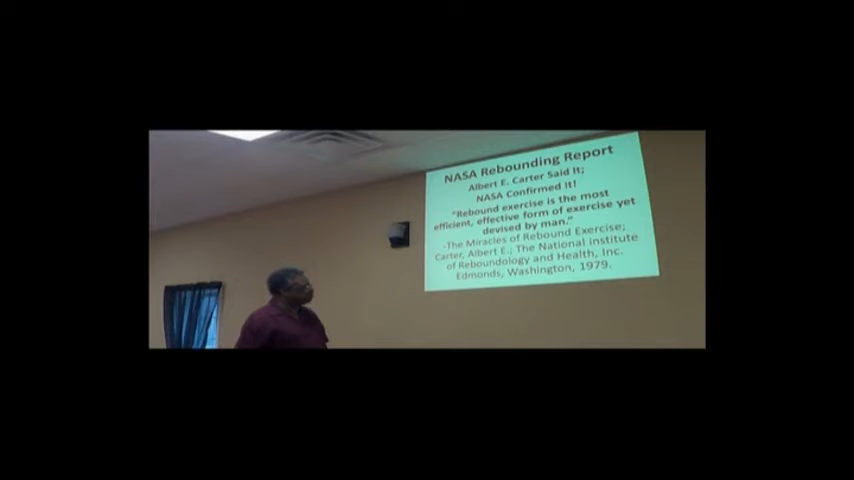 NASA Rebounding Report
Albert E. Carter Said It;
NASA Confirmed It!
"Rebound exercise is the most
efficient, effective form of exercise yet
devised by man."
-The Miracles of Rebound Exercise;
Carter, Albert E.; The National Institute
of Reboundology and Health, Inc.
Edmonds, Washington, 1979.